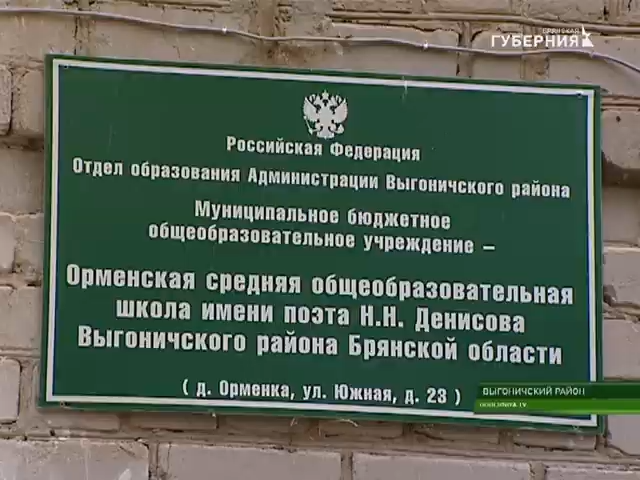 БРЯНСКАЯ
ГУБЕРНИЯ
Российская Федерация
Отдел образования Администрации Выгоничского района
Муниципальное бюджетное
общеобразовательное учреждение –
Орменская средняя общеобразовательная
школа имени поэта Н.Н. Денисова
Выгоничского района Брянской области
( д. Орменка, ул. Южная, д. 23 )
ВЫГОНИЧСКИЙ РАЙОН